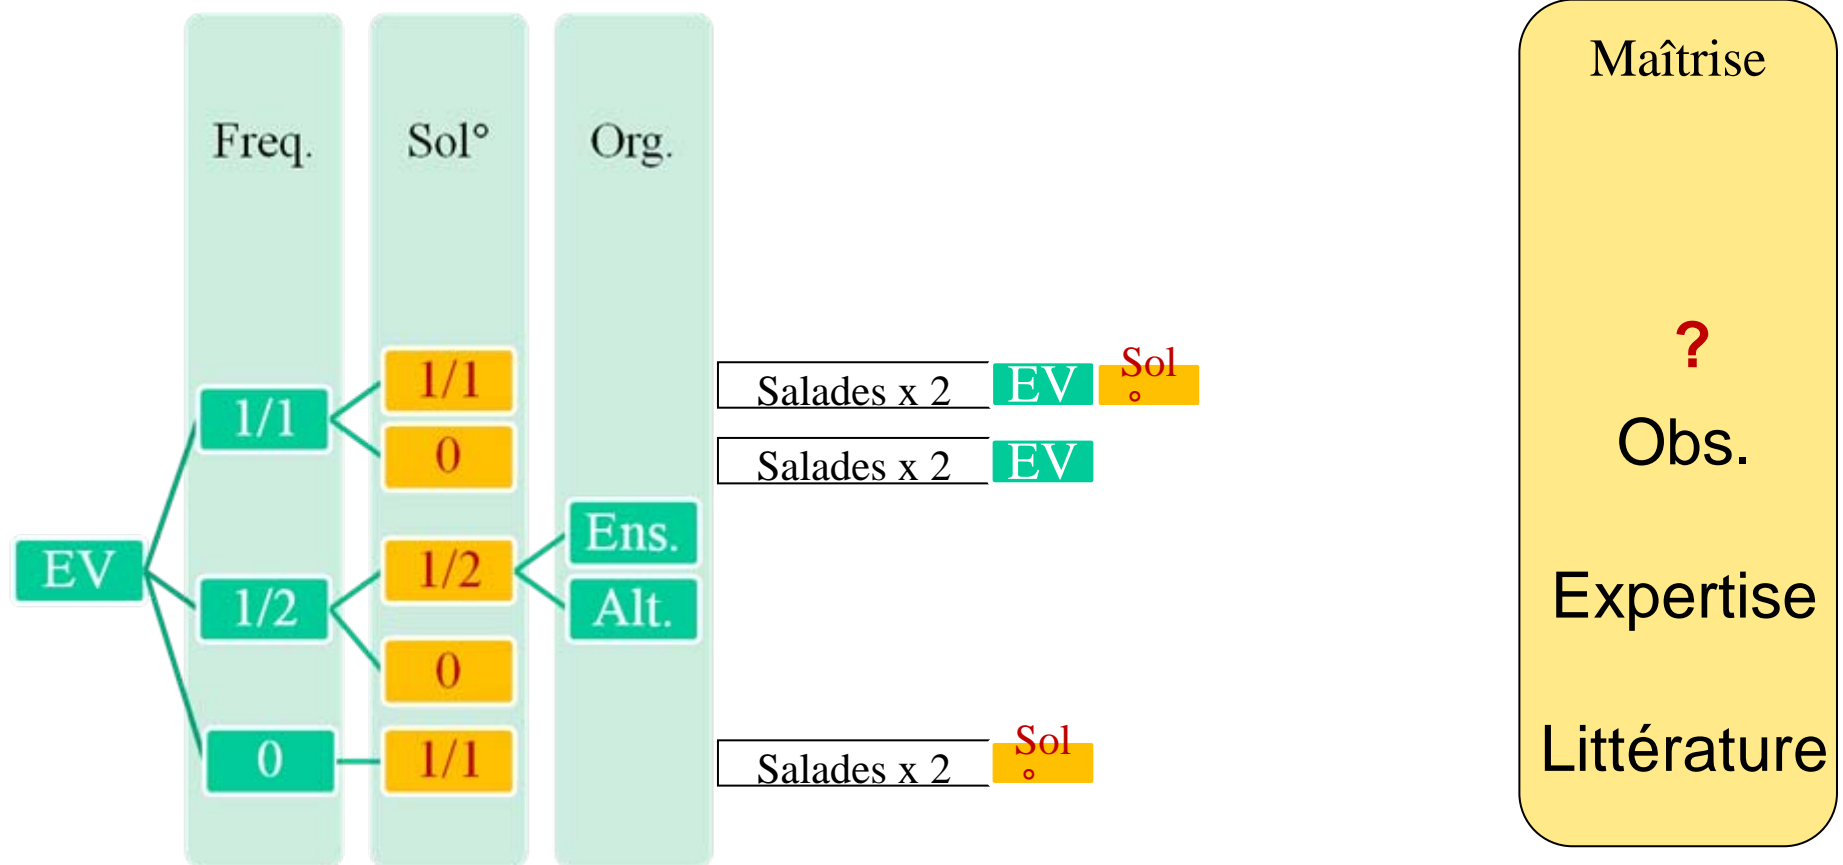 Maîtrise
Freq.
Sol°
Org.
1/1
Salades x 2
EV
Sol
°
?
1/1
0
Salades x 2
EV
Obs.
Ens.
EV
1/2
1/2
Alt.
Expertise
0
0
1/1
Salades x 2
Sol
°
Littérature